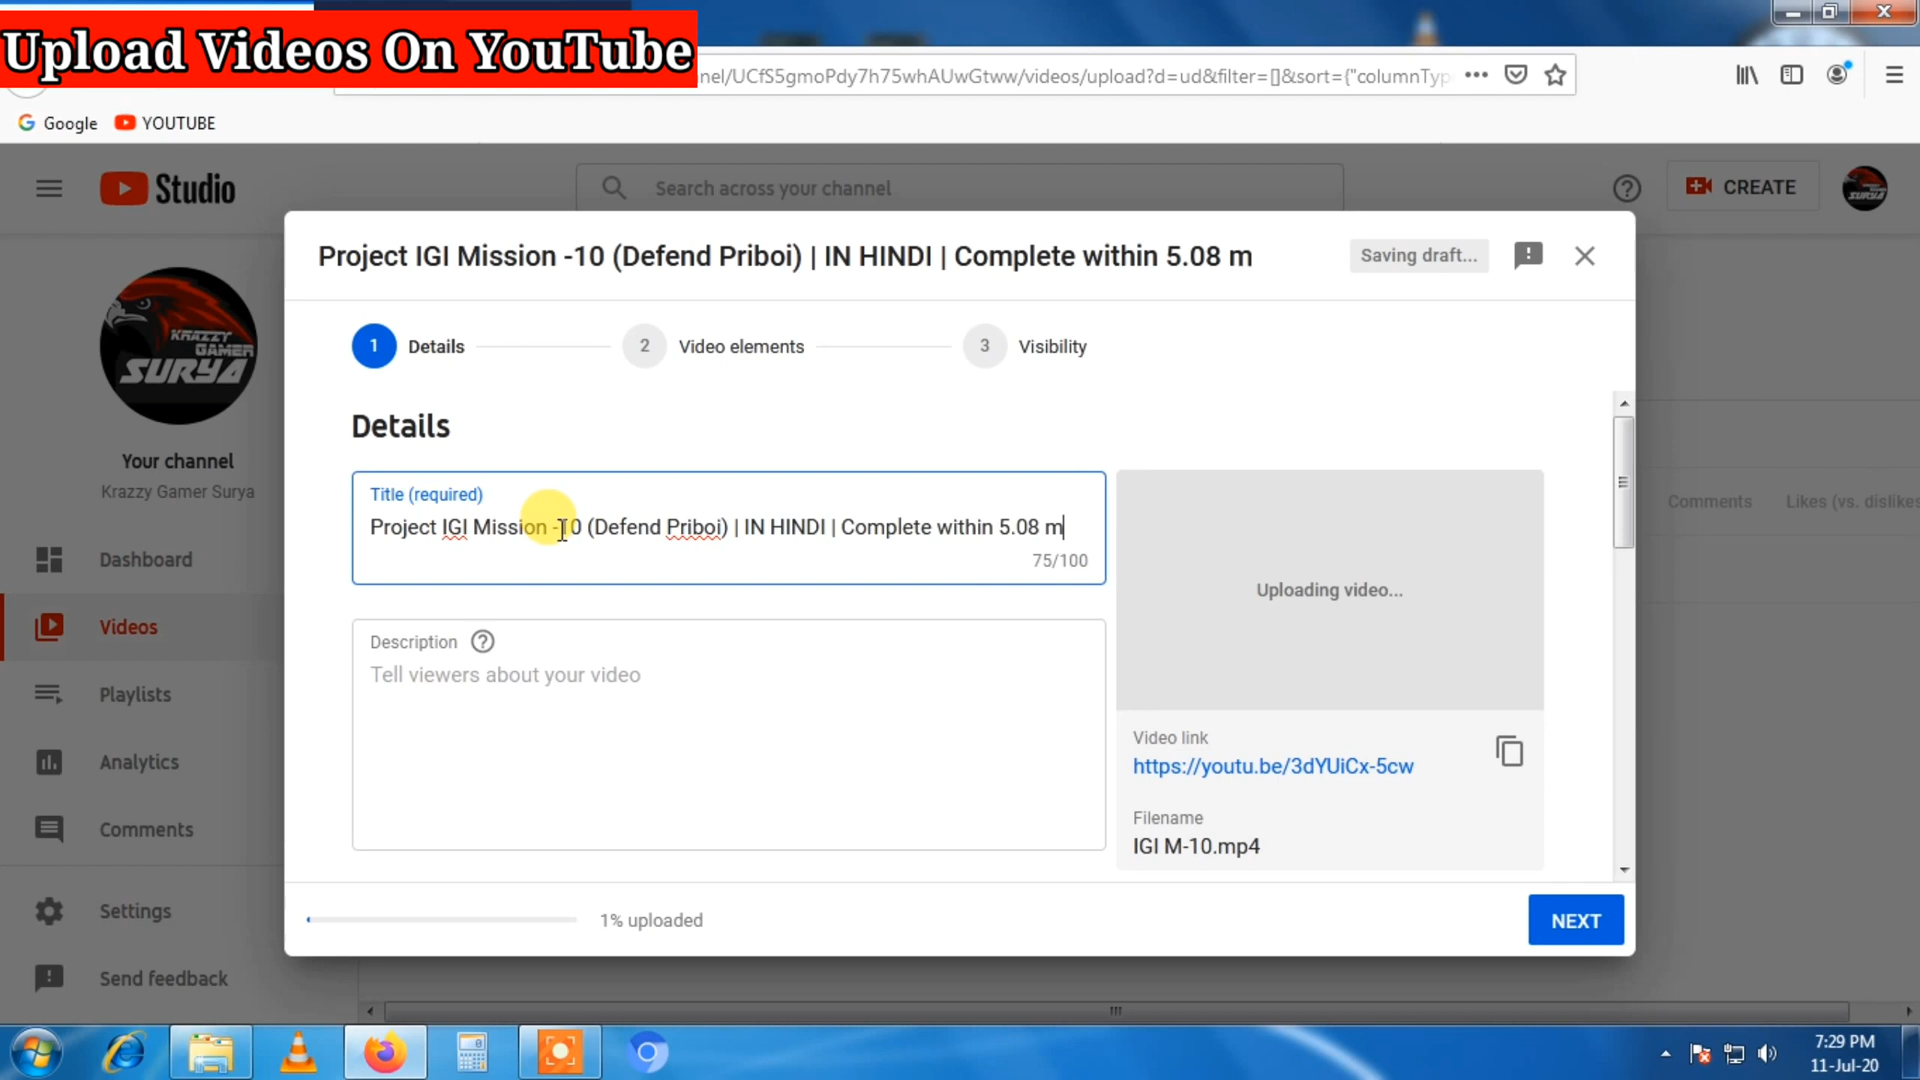 Upload Videos On YouTube
nel/UCfS5gmoPdy7h75whAUwGtww/videos/upload?d=ud&filter=[]&sort={"columnTyp
Google YOUTUBE
Studio
Search across your channel
CREATE
Project IGI Mission -10 (Defend Priboi) | IN HINDI | Complete within 5.08 m
Saving draft...
1 Details 2 Video elements 3 Visibility
KRAZZY
GAMER
SURYA
Your channel
Krazzy Gamer Surya
Dashboard
Videos
Playlists
Analytics
Comments
Settings
Send feedback
Details
Title (required)
Project IGI Mission -10 (Defend Priboi) | IN HINDI | Complete within 5.08 m
75/100
Description
Tell viewers about your video
Uploading video...
Video link
https://youtu.be/3dYUiCx-5cw
Filename
IGI M-10.mp4
Comments Likes (vs. dislikes
1% uploaded
NEXT
7:29 PM
11-Jul-20